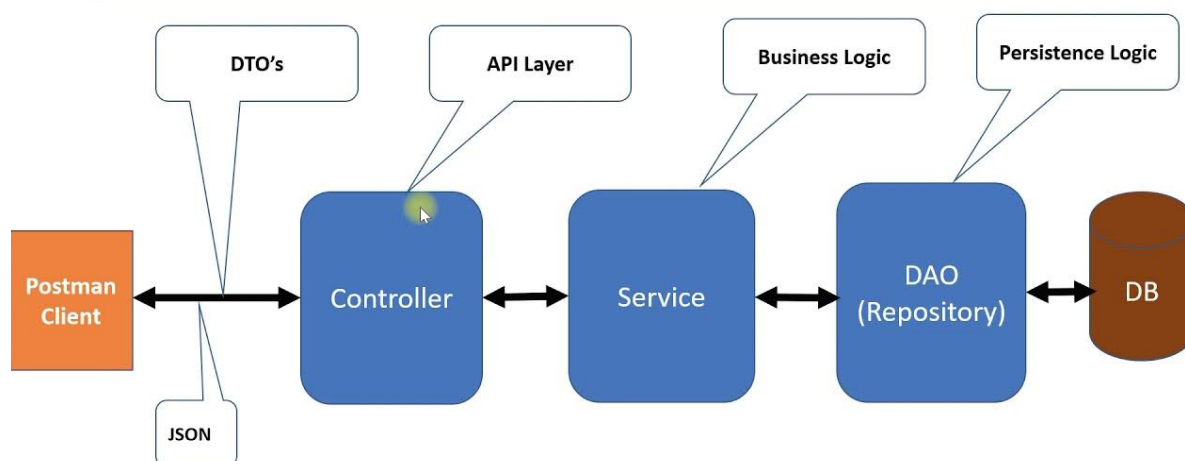 DTO's
API Layer
Business Logic
Persistence Logic
Postman
Client
Controller
Service
DAO
(Repository)
DB
JSON